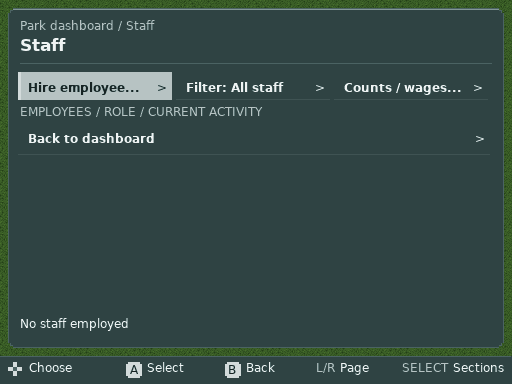 Park dashboard / Staff
Staff
Hire employee... > Filter: All staff > Counts / wages... >
EMPLOYEES / ROLE / CURRENT ACTIVITY
Back to dashboard >
No staff employed
Choose A Select B Back L/R Page SELECT Sections